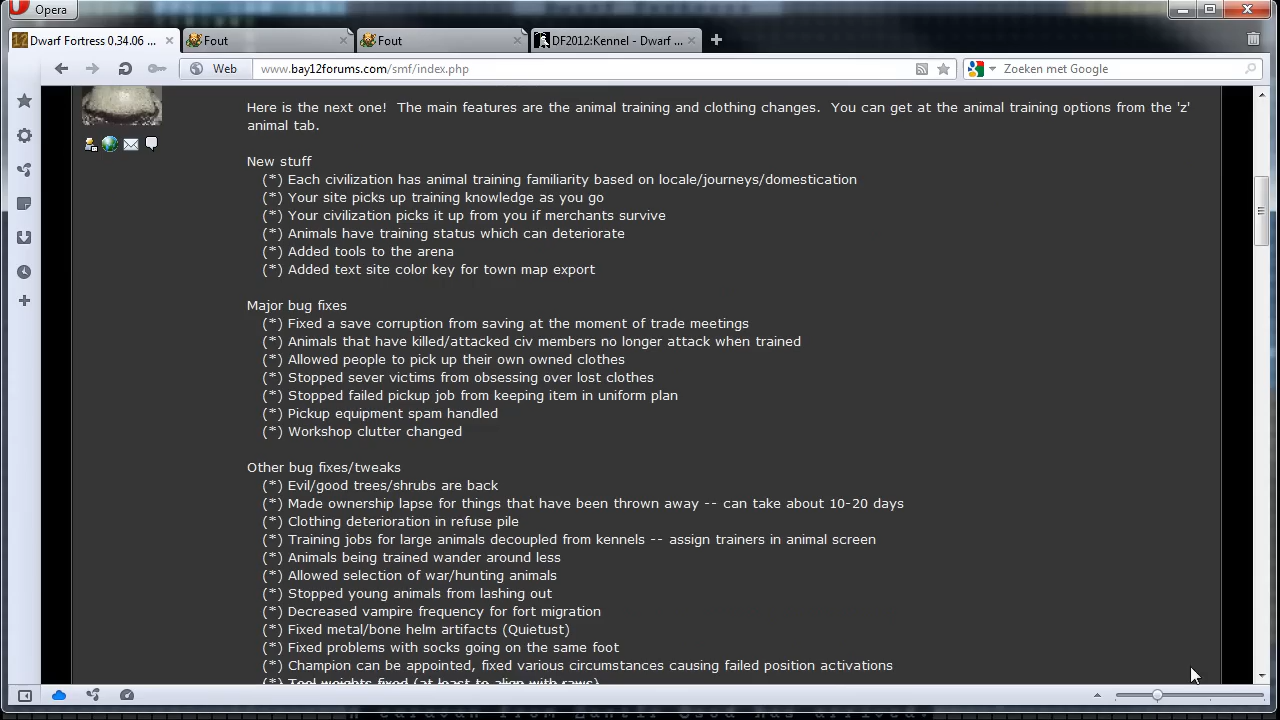 Opera
Dwarf Fortress 0.34.06 ...
Fout
Fout
DF2012:Kennel - Dwarf ...
Web
www.bay12forums.com/smf/index.php
Zoeken met Google
Here is the next one!  The main features are the animal training and clothing changes.  You can get at the animal training options from the 'z'
animal tab.
New stuff
(*) Each civilization has animal training familiarity based on locale/journeys/domestication
(*) Your site picks up training knowledge as you go
(*) Your civilization picks it up from you if merchants survive
(*) Animals have training status which can deteriorate
(*) Added tools to the arena
(*) Added text site color key for town map export
Major bug fixes
(*) Fixed a save corruption from saving at the moment of trade meetings
(*) Animals that have killed/attacked civ members no longer attack when trained
(*) Allowed people to pick up their own owned clothes
(*) Stopped sever victims from obsessing over lost clothes
(*) Stopped failed pickup job from keeping item in uniform plan
(*) Pickup equipment spam handled
(*) Workshop clutter changed
Other bug fixes/tweaks
(*) Evil/good trees/shrubs are back
(*) Made ownership lapse for things that have been thrown away -- can take about 10-20 days
(*) Clothing deterioration in refuse pile
(*) Training jobs for large animals decoupled from kennels -- assign trainers in animal screen
(*) Animals being trained wander around less
(*) Allowed selection of war/hunting animals
(*) Stopped young animals from lashing out
(*) Decreased vampire frequency for fort migration
(*) Fixed metal/bone helm artifacts (Quietust)
(*) Fixed problems with socks going on the same foot
(*) Champion can be appointed, fixed various circumstances causing failed position activations
(*) Tool weights fixed (at least to align with raws)